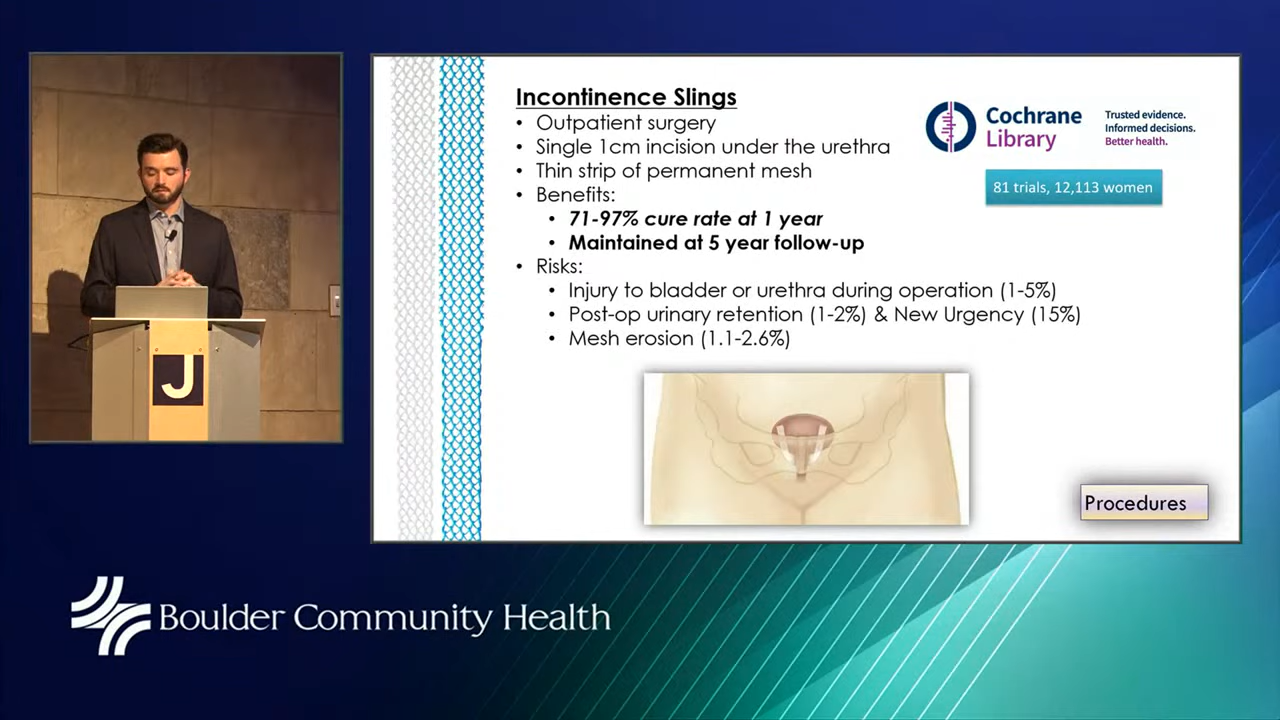 Incontinence Slings
• Outpatient surgery
• Single 1cm incision under the urethra
• Thin strip of permanent mesh
• Benefits:
• 71-97% cure rate at 1 year
• Maintained at 5 year follow-up
• Risks:
• Injury to bladder or urethra during operation (1-5%)
• Post-op urinary retention (1-2%) & New Urgency (15%)
• Mesh erosion (1.1-2.6%)
Cochrane
Library
Trusted evidence.
Informed decisions.
Better health.
81 trials, 12,113 women
Procedures
J
Boulder Community Health